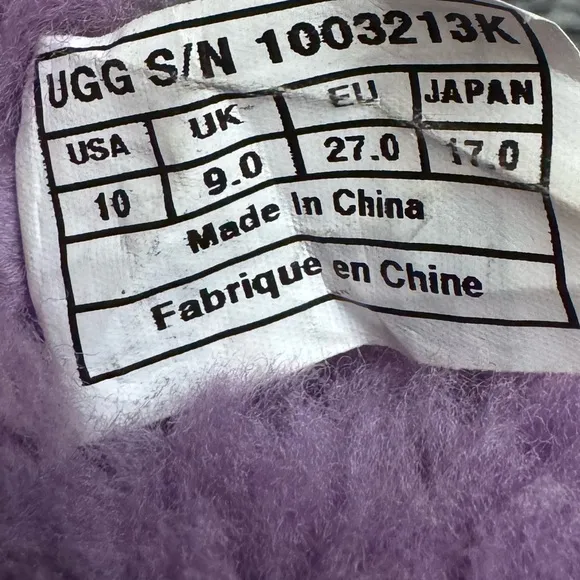 UGG S/N 1003213K
USA UK EU JAPAN
10 9.0 27.0 17.0
Made In China
Fabrique en Chine